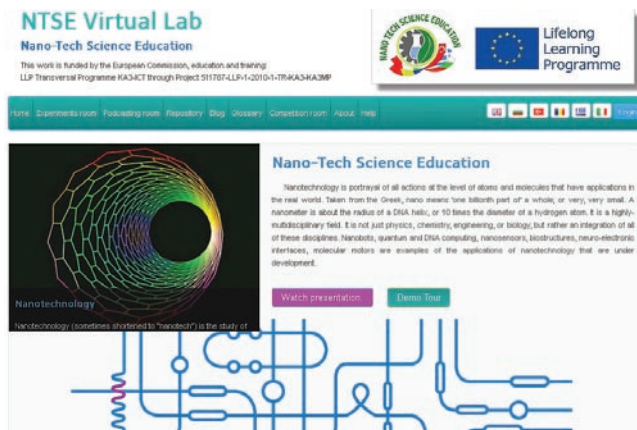 NTSE Virtual Lab
Nano-Tech Science Education
This work is funded by the European Commission, education and training:
LLP Transversal Programme KA3-ICT through Project 511787-LLP-1-2010-1-TR-KA3-KA3MP
NANO TECH SCIENCE EDUCATION
Lifelong
Learning
Programme
Home Experiments room Podcasting room Repository Blog Glossary Competition room About Help Login
Nano-Tech Science Education
Nanotechnology is portrayal of all actions at the level of atoms and molecules that have applications in
the real world. Taken from the Greek, nano means 'one billionth part of' a whole, or very, very small. A
nanometer is about the radius of a DNA helix, or 10 times the diameter of a hydrogen atom. It is a highly-
multidisciplinary field. It is not just physics, chemistry, engineering, or biology, but rather an integration of all
of these disciplines. Nanobots, quantum and DNA computing, nanosensors, biostructures, neuro-electronic
interfaces, molecular motors are examples of the applications of nanotechnology that are under
development.
Watch presentation Demo Tour
Nanotechnology
Nanotechnology (sometimes shortened to "nanotech") is the study of